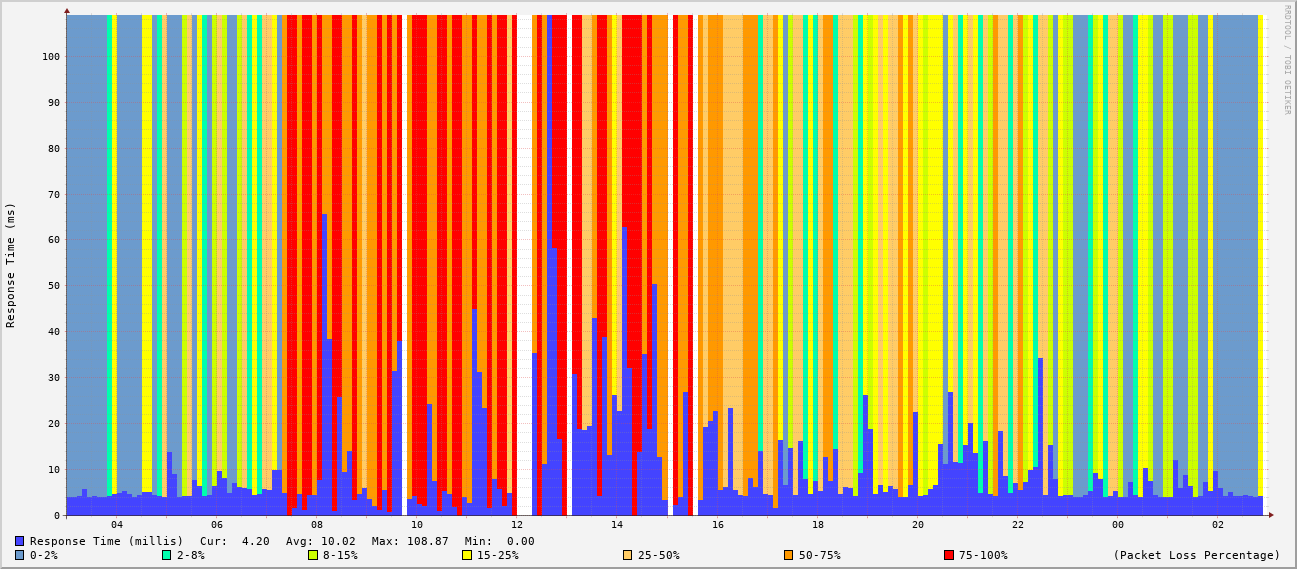 RRDTOOL / TOBI OETIKER
Response Time (ms)
100
90
80
70
60
50
40
30
20
10
0
04 06 08 10 12 14 16 18 20 22 00 02
Response Time (millis) Cur: 4.20 Avg: 10.02 Max: 108.87 Min: 0.00
0-2% 2-8% 8-15% 15-25% 25-50% 50-75% 75-100% (Packet Loss Percentage)